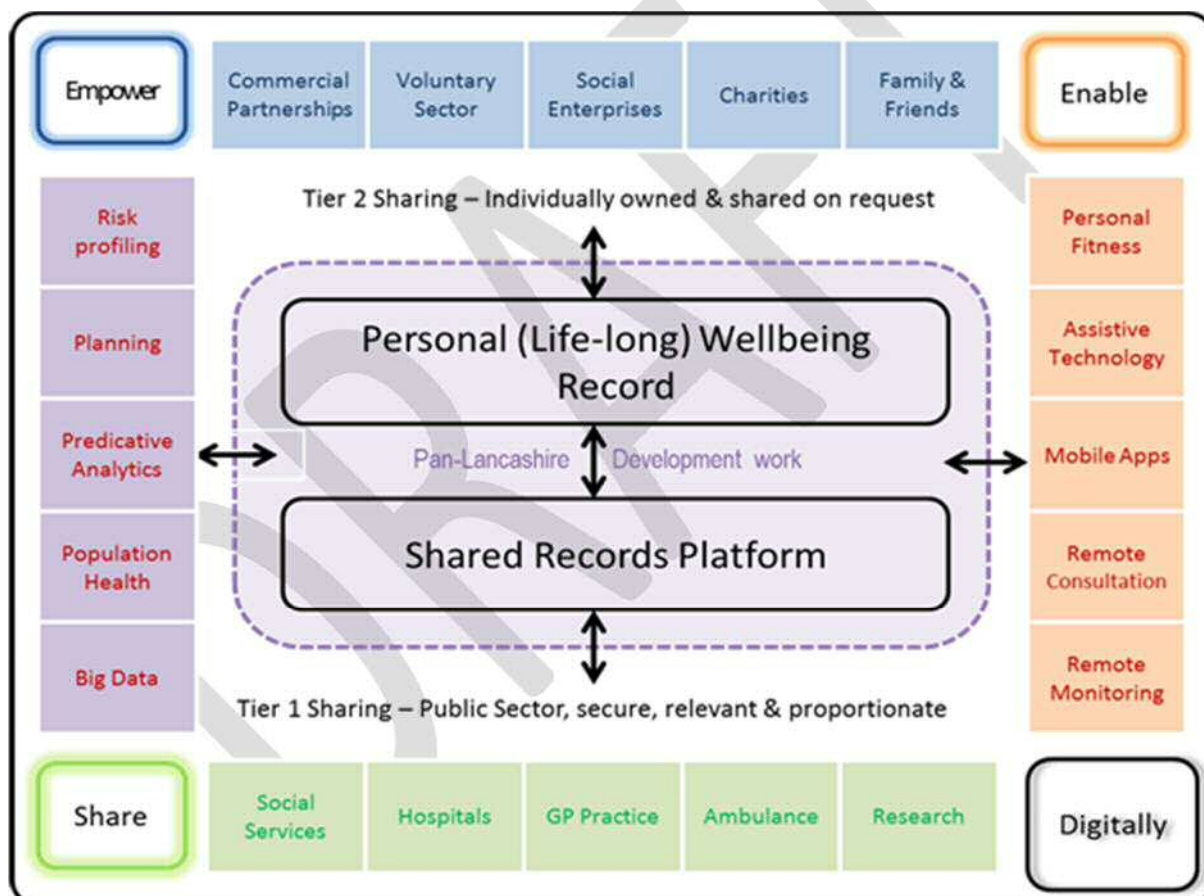 Empower
Commercial
Partnerships
Voluntary
Sector
Social
Enterprises
Charities
Family &
Friends
Enable
Risk
profiling
Planning
Predicative
Analytics
Population
Health
Big Data
Tier 2 Sharing – Individually owned & shared on request
Personal (Life-long) Wellbeing
Record
Pan-Lancashire Development work
Shared Records Platform
Tier 1 Sharing – Public Sector, secure, relevant & proportionate
Personal
Fitness
Assistive
Technology
Mobile Apps
Remote
Consultation
Remote
Monitoring
Share
Social
Services
Hospitals
GP Practice
Ambulance
Research
Digitally
DRAFT